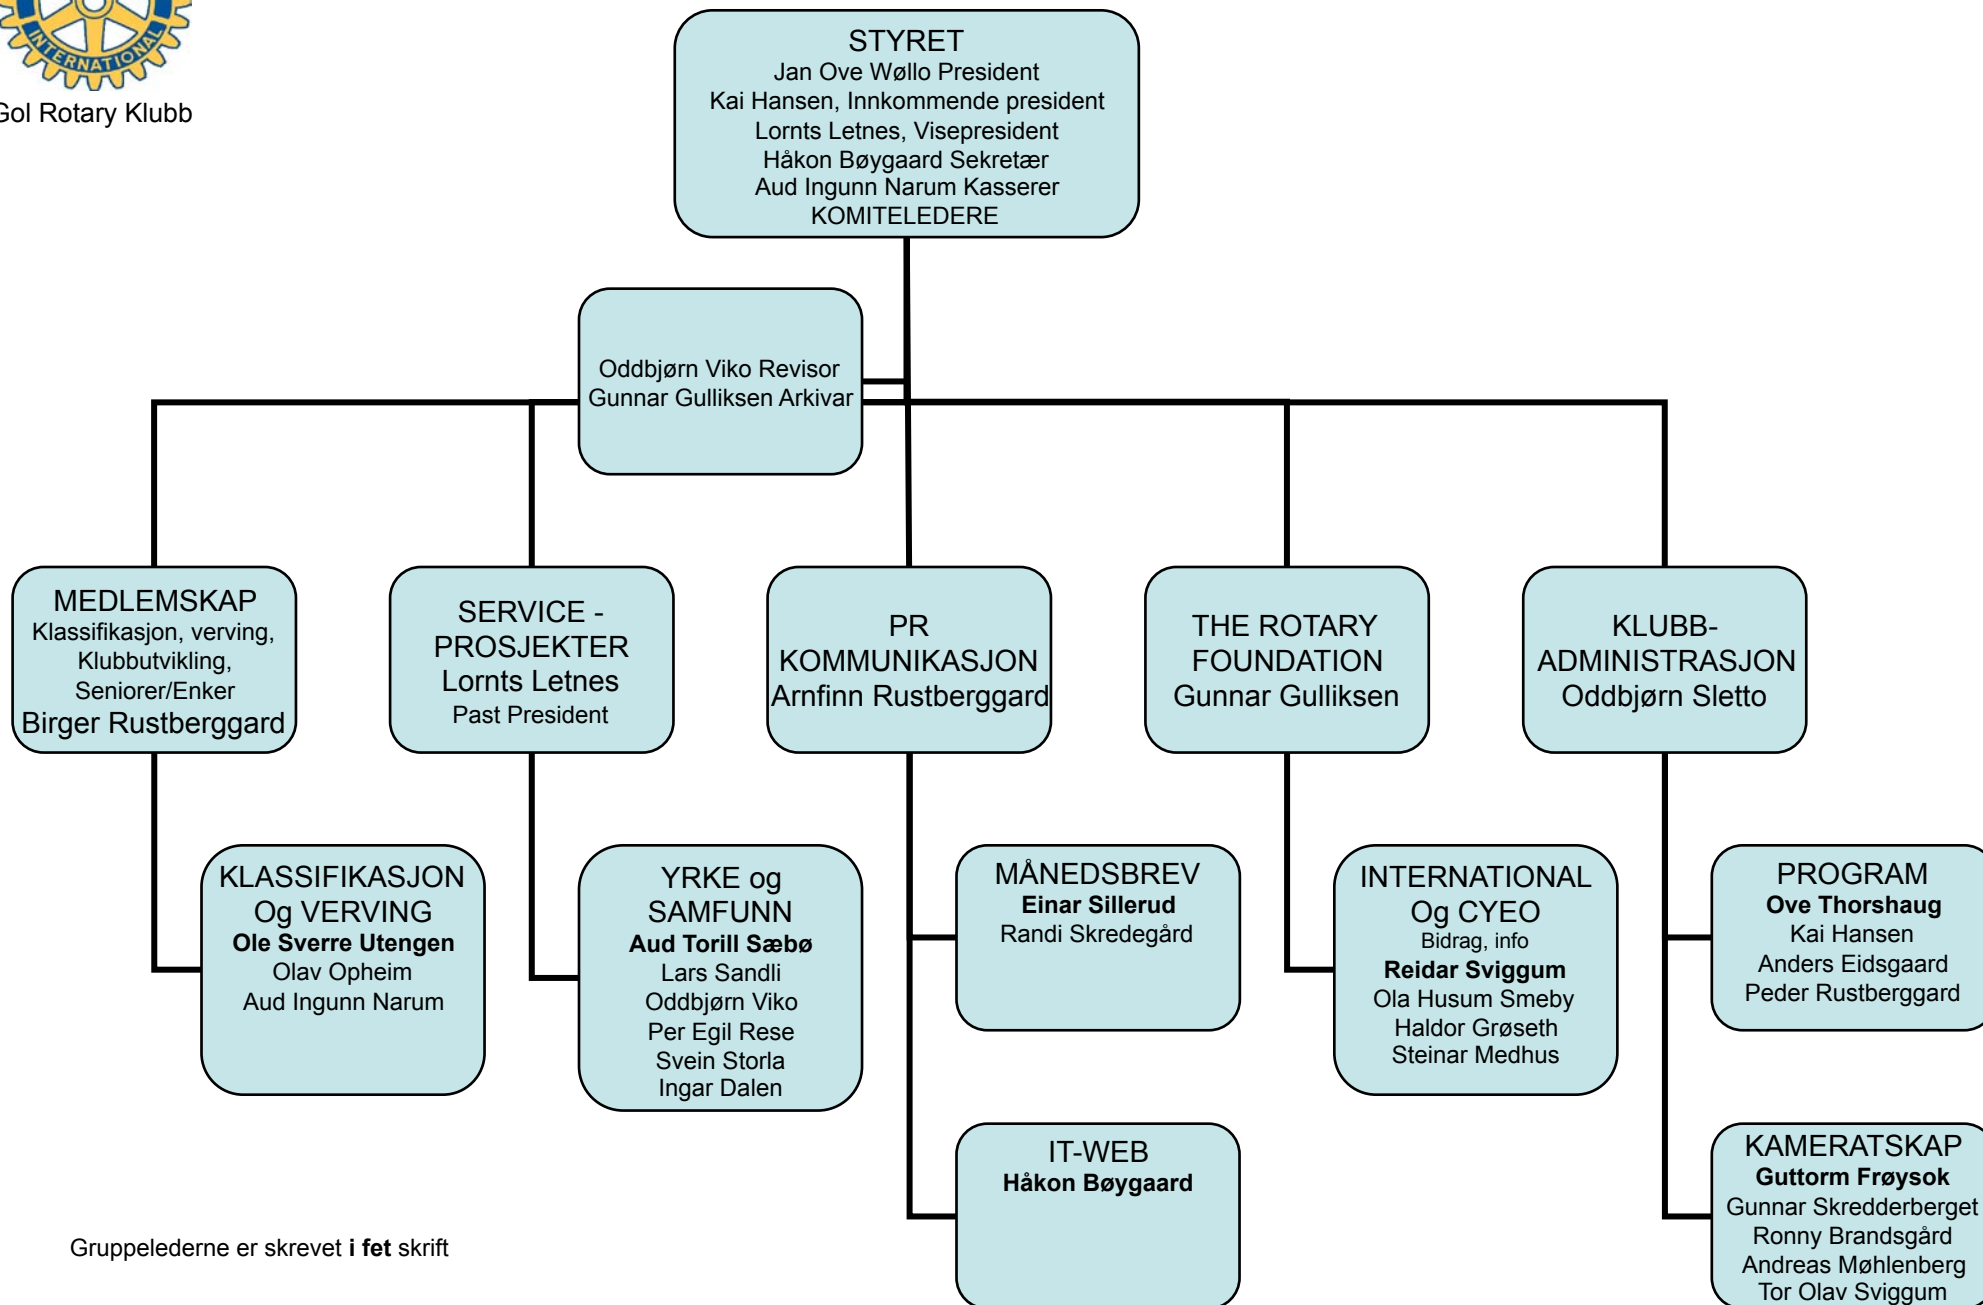 INTERNATIONAL
Gol Rotary Klubb
STYRET
Jan Ove Wøllo President
Kai Hansen, Innkommende president
Lornts Letnes, Visepresident
Håkon Bøygaard Sekretær
Aud Ingunn Narum Kasserer
KOMITELEDERE
Oddbjørn Viko Revisor
Gunnar Gulliksen Arkivar
MEDLEMSKAP
Klassifikasjon, verving,
Klubbutvikling,
Seniorer/Enker
Birger Rustberggard
SERVICE -
PROSJEKTER
Lornts Letnes
Past President
PR
KOMMUNIKASJON
Arnfinn Rustberggard
THE ROTARY
FOUNDATION
Gunnar Gulliksen
KLUBB-
ADMINISTRASJON
Oddbjørn Sletto
KLASSIFIKASJON
Og VERVING
Ole Sverre Utengen
Olav Opheim
Aud Ingunn Narum
YRKE og
SAMFUNN
Aud Torill Sæbø
Lars Sandli
Oddbjørn Viko
Per Egil Rese
Svein Storla
Ingar Dalen
MÅNEDSBREV
Einar Sillerud
Randi Skredegård
INTERNATIONAL
Og CYEO
Bidrag, info
Reidar Sviggum
Ola Husum Smeby
Haldor Grøseth
Steinar Medhus
PROGRAM
Ove Thorshaug
Kai Hansen
Anders Eidsgaard
Peder Rustberggard
IT-WEB
Håkon Bøygaard
KAMERATSKAP
Guttorm Frøysok
Gunnar Skredderberget
Ronny Brandsgård
Andreas Møhlenberg
Tor Olav Sviggum
Gruppelederne er skrevet i fet skrift